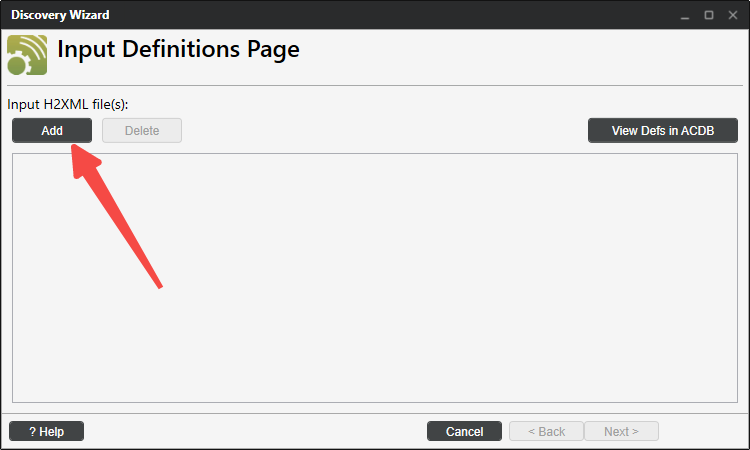 Discovery Wizard
Input Definitions Page
Input H2XML file(s):
Add Delete View Defs in ACDB
? Help Cancel < Back Next >